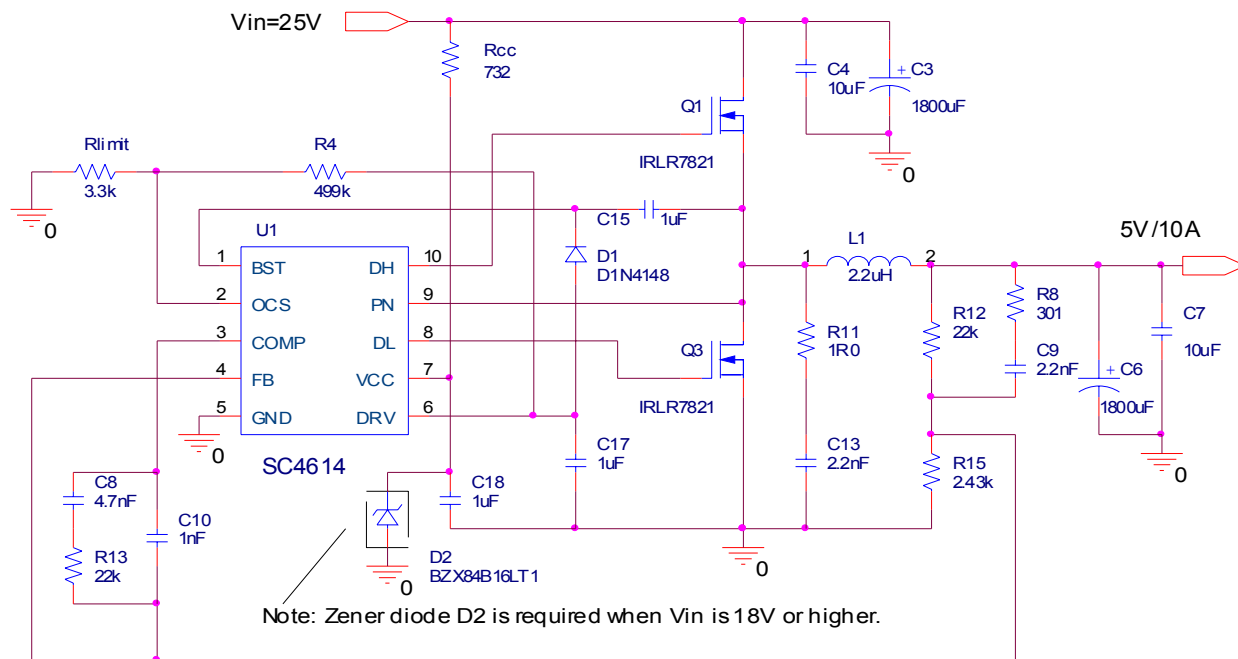 Vin=25V
Rcc
732
C4
10uF
+ C3
1800uF
0
Q1
IRLR7821
Rlimit
3.3k
0
R4
499k
C15
1uF
D1
D1N4148
U1
1 BST DH 10
2 OCS PN 9
3 COMP DL 8
4 FB VCC 7
5 GND DRV 6
SC4614
0
5V/10A
1 L1 2
2.2uH
R11
1R0
R12
22k
R8
301
C9
2.2nF
+ C6
1800uF
C7
10uF
0
Q3
IRLR7821
C17
1uF
C13
2.2nF
R15
2.43k
C18
1uF
0
C8
4.7nF
C10
1nF
R13
22k
D2
BZX84B16LT1
0
Note: Zener diode D2 is required when Vin is 18V or higher.